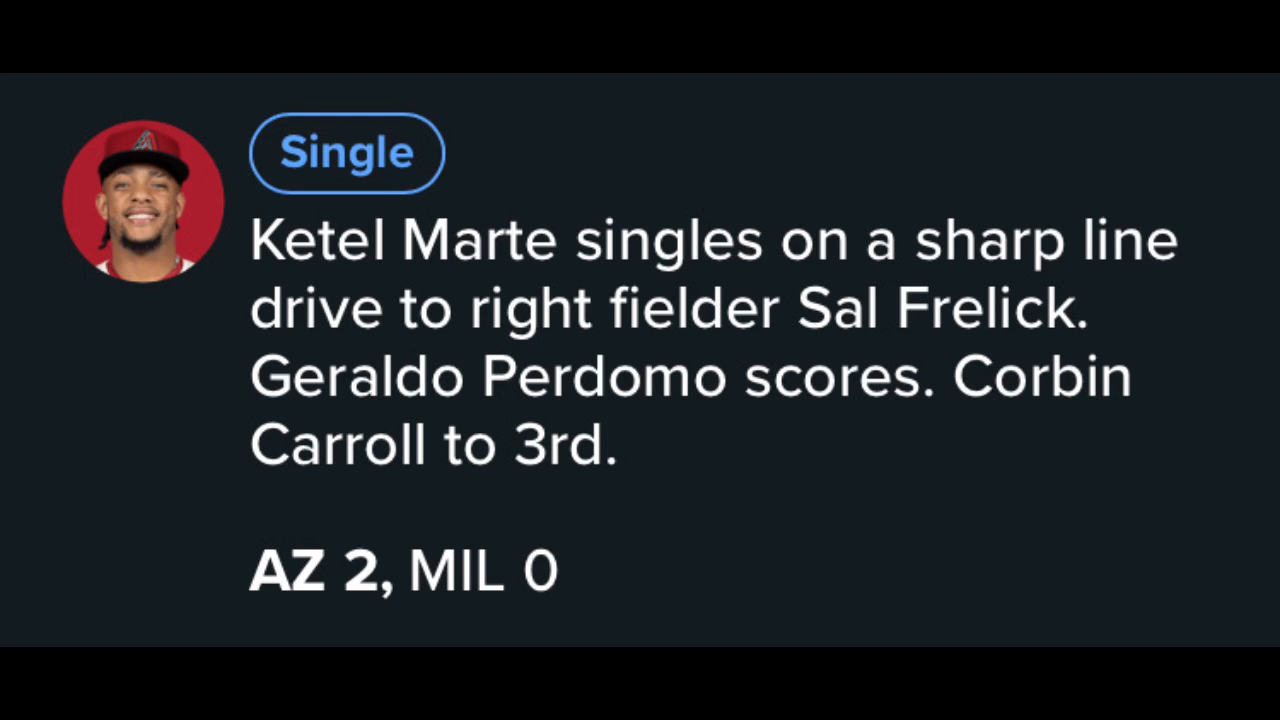 Single
Ketel Marte singles on a sharp line
drive to right fielder Sal Frelick.
Geraldo Perdomo scores. Corbin
Carroll to 3rd.
AZ 2, MIL 0